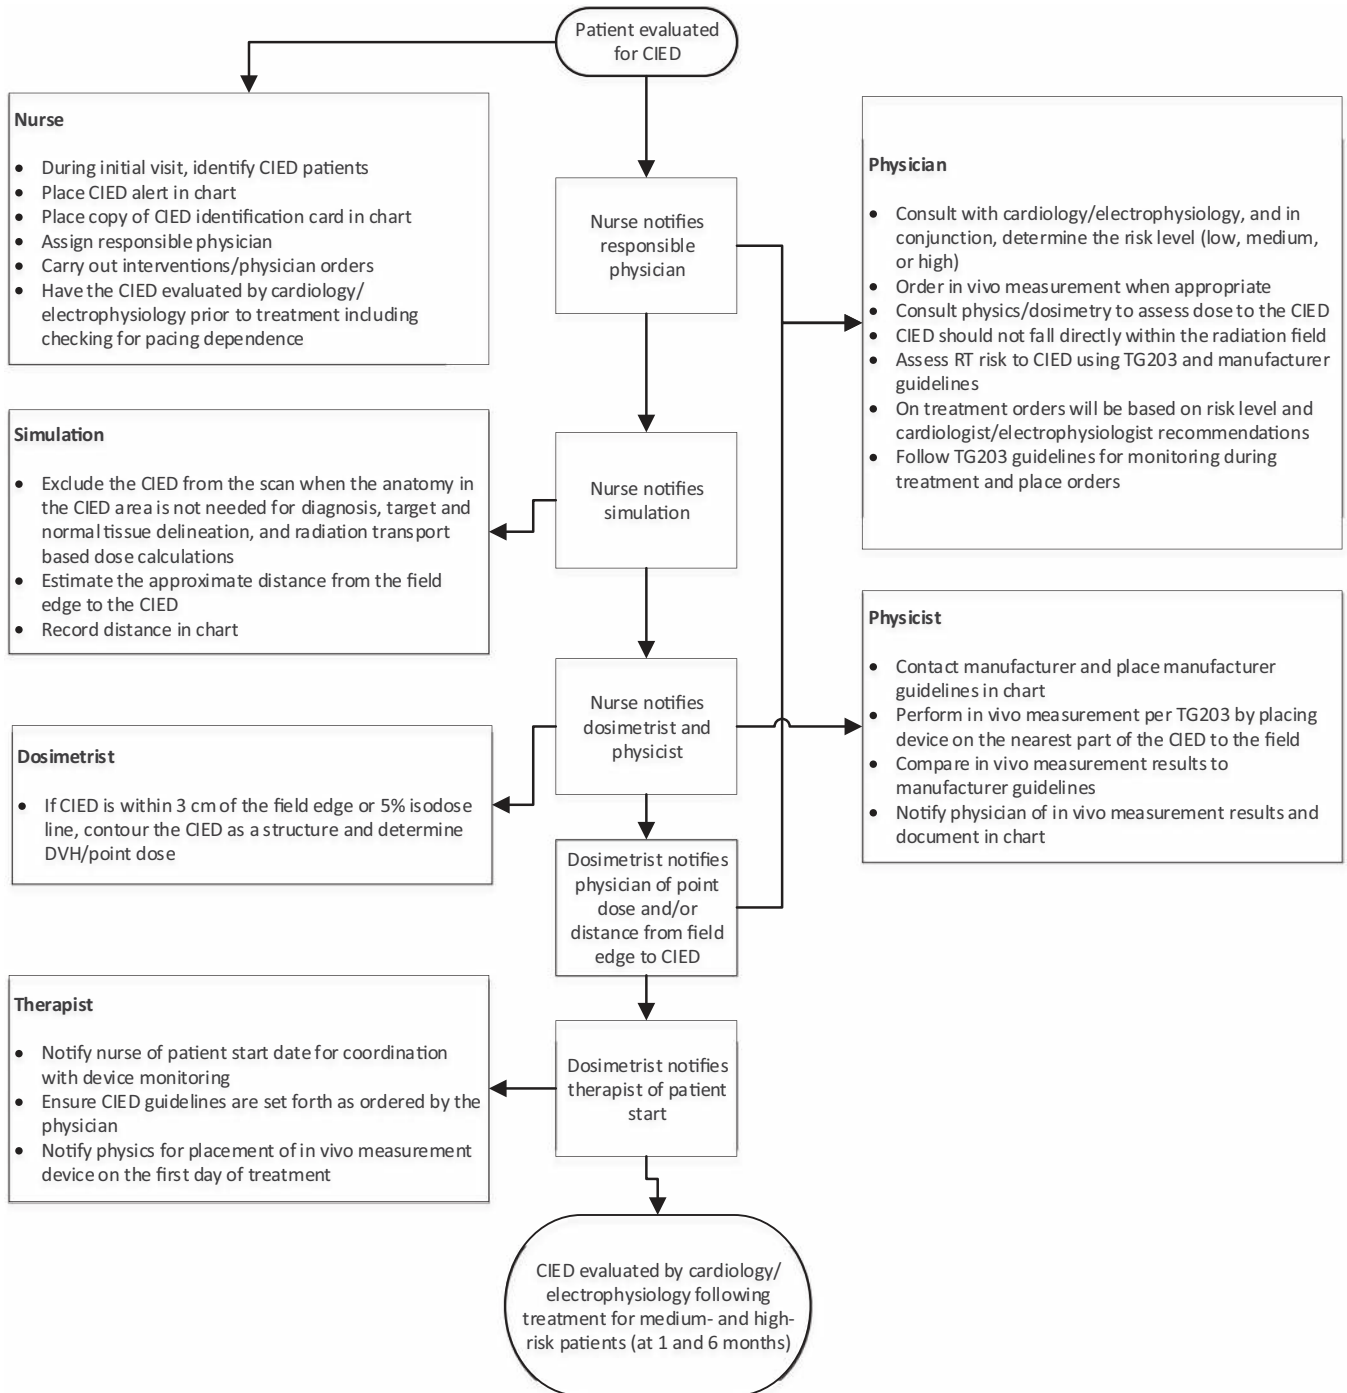 Patient evaluated
for CIED
Nurse
• During initial visit, identify CIED patients
• Place CIED alert in chart
• Place copy of CIED identification card in chart
• Assign responsible physician
• Carry out interventions/physician orders
• Have the CIED evaluated by cardiology/
electrophysiology prior to treatment including
checking for pacing dependence
Nurse notifies
responsible
physician
Physician
• Consult with cardiology/electrophysiology, and in
conjunction, determine the risk level (low, medium,
or high)
• Order in vivo measurement when appropriate
• Consult physics/dosimetry to assess dose to the CIED
• CIED should not fall directly within the radiation field
• Assess RT risk to CIED using TG203 and manufacturer
guidelines
• On treatment orders will be based on risk level and
cardiologist/electrophysiologist recommendations
• Follow TG203 guidelines for monitoring during
treatment and place orders
Simulation
• Exclude the CIED from the scan when the anatomy in
the CIED area is not needed for diagnosis, target and
normal tissue delineation, and radiation transport
based dose calculations
• Estimate the approximate distance from the field
edge to the CIED
• Record distance in chart
Nurse notifies
simulation
Nurse notifies
dosimetrist and
physicist
Physicist
• Contact manufacturer and place manufacturer
guidelines in chart
• Perform in vivo measurement per TG203 by placing
device on the nearest part of the CIED to the field
• Compare in vivo measurement results to
manufacturer guidelines
• Notify physician of in vivo measurement results and
document in chart
Dosimetrist
• If CIED is within 3 cm of the field edge or 5% isodose
line, contour the CIED as a structure and determine
DVH/point dose
Dosimetrist notifies
physician of point
dose and/or
distance from field
edge to CIED
Therapist
• Notify nurse of patient start date for coordination
with device monitoring
• Ensure CIED guidelines are set forth as ordered by the
physician
• Notify physics for placement of in vivo measurement
device on the first day of treatment
Dosimetrist notifies
therapist of patient
start
CIED evaluated by cardiology/
electrophysiology following
treatment for medium- and high-
risk patients (at 1 and 6 months)